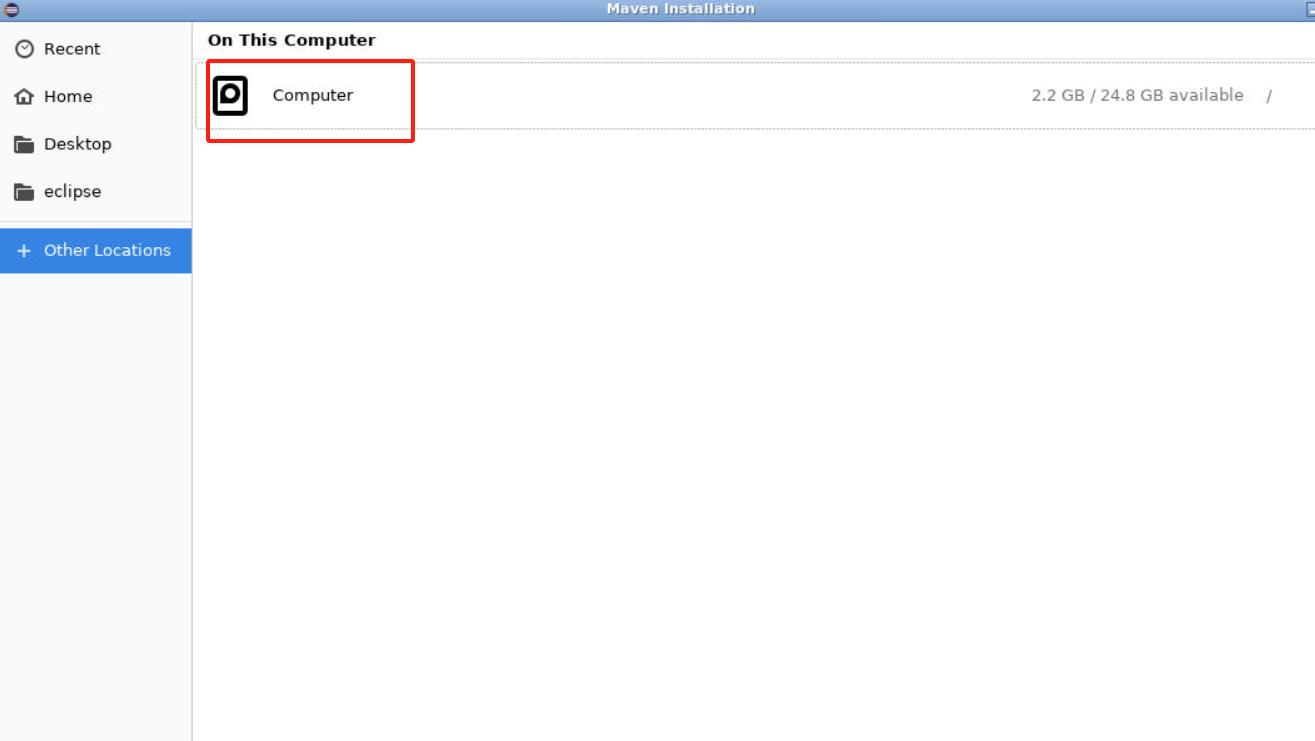 Maven Installation
Recent
Home
Desktop
eclipse
+ Other Locations
On This Computer
Computer
2.2 GB / 24.8 GB available /